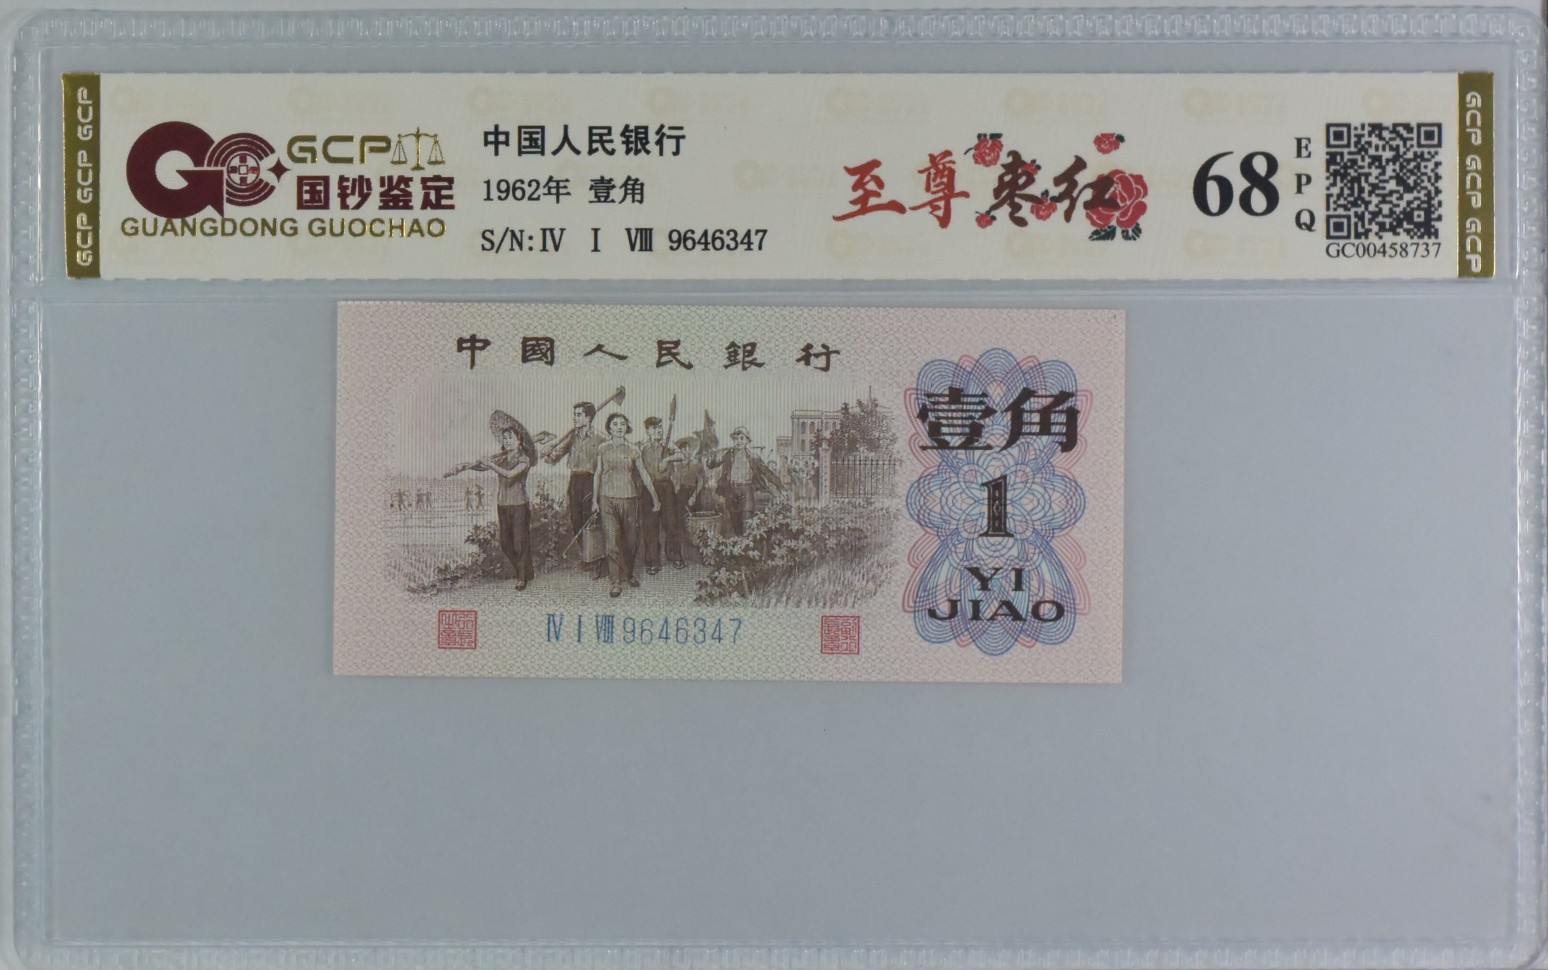 GCP GCP GCP
GCP
国钞鉴定
GUANGDONG GUOCHAO
中国人民银行
1962年 壹角
S/N: Ⅳ Ⅰ Ⅷ 9646347
至尊枣红
68
EPQ
GC00458737
GCP GCP GCP
中國人民銀行
壹角
1
YI
JIAO
Ⅳ Ⅰ Ⅷ 9646347